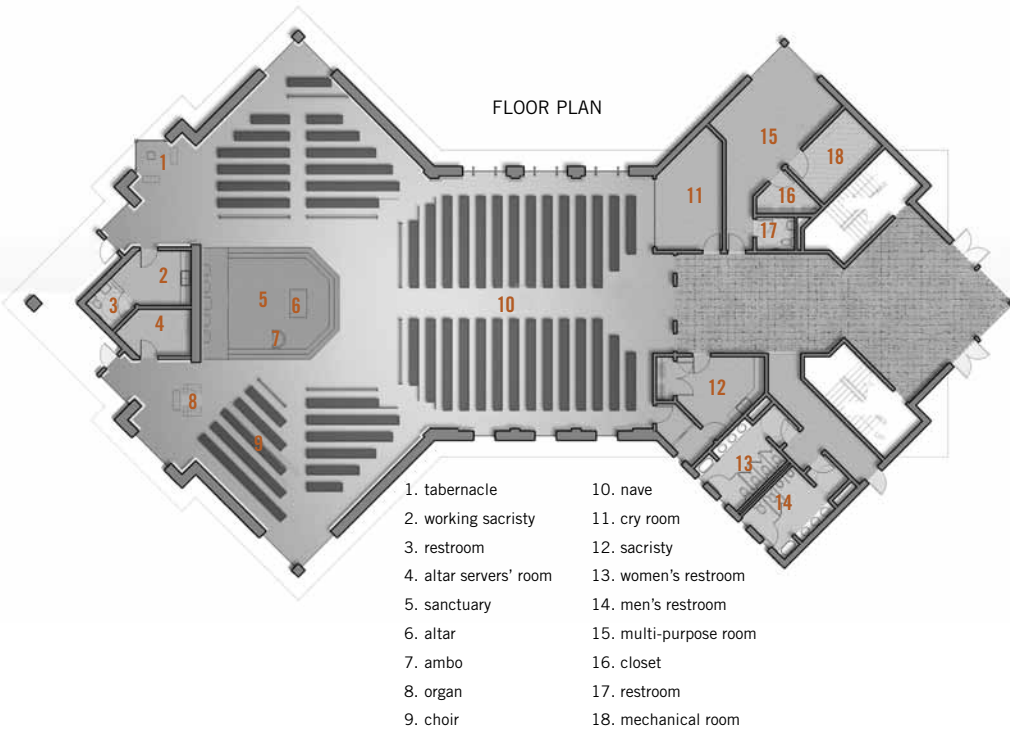 FLOOR PLAN
1
2
3
4
5
6
7
8
9
10
11
12
13
14
15
16
17
18
1. tabernacle
2. working sacristy
3. restroom
4. altar servers’ room
5. sanctuary
6. altar
7. ambo
8. organ
9. choir
10. nave
11. cry room
12. sacristy
13. women’s restroom
14. men’s restroom
15. multi-purpose room
16. closet
17. restroom
18. mechanical room